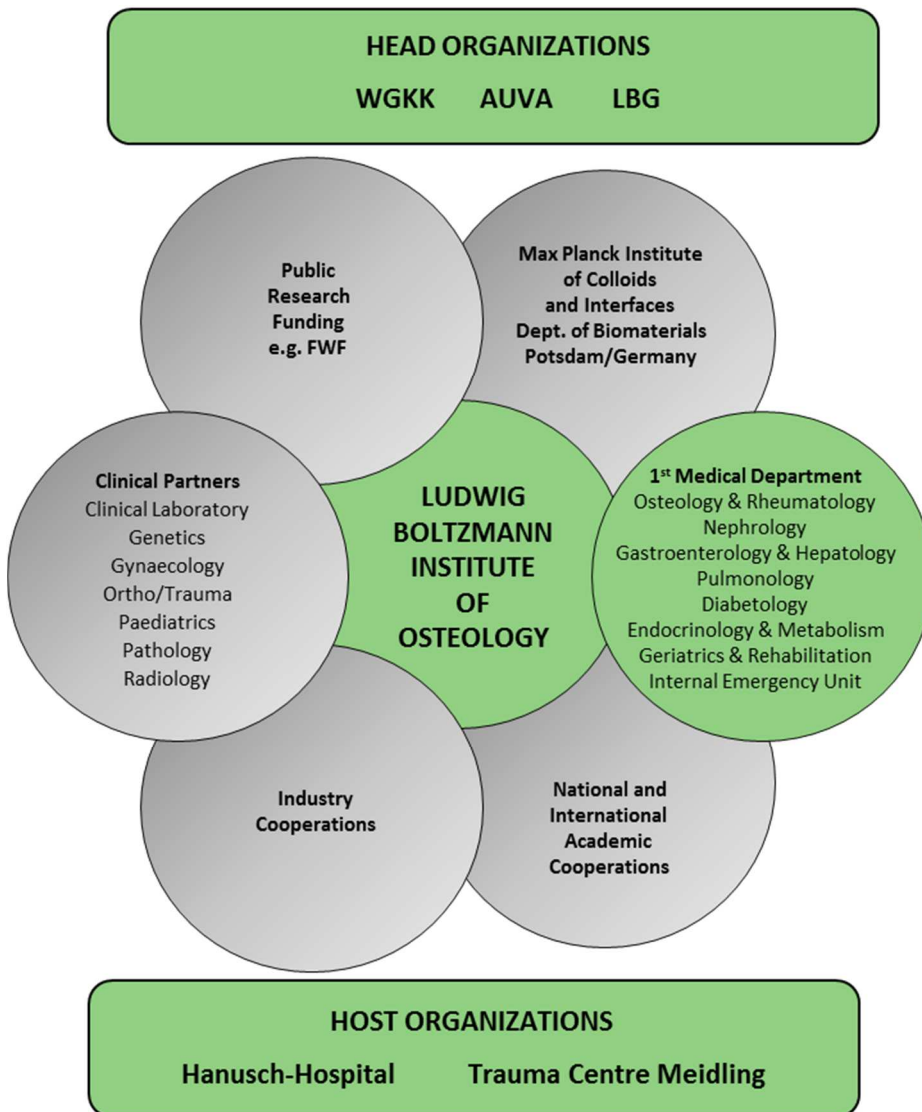 HEAD ORGANIZATIONS
WGKK AUVA LBG
Public
Research
Funding
e.g. FWF
Max Planck Institute
of Colloids
and Interfaces
Dept. of Biomaterials
Potsdam/Germany
Clinical Partners
Clinical Laboratory
Genetics
Gynaecology
Ortho/Trauma
Paediatrics
Pathology
Radiology
LUDWIG
BOLTZMANN
INSTITUTE
OF
OSTEOLOGY
1st Medical Department
Osteology & Rheumatology
Nephrology
Gastroenterology & Hepatology
Pulmonology
Diabetology
Endocrinology & Metabolism
Geriatrics & Rehabilitation
Internal Emergency Unit
Industry
Cooperations
National and
International
Academic
Cooperations
HOST ORGANIZATIONS
Hanusch-Hospital Trauma Centre Meidling